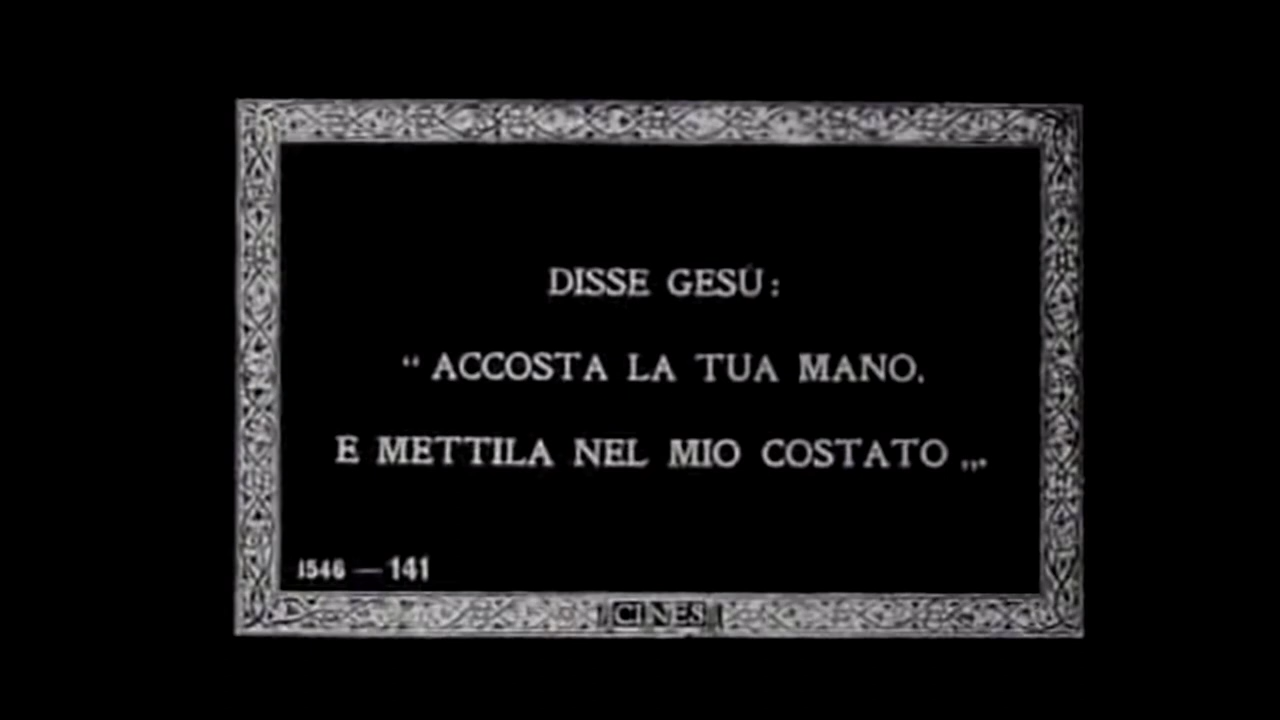 DISSE GESÙ:
“ ACCOSTA LA TUA MANO.
E METTILA NEL MIO COSTATO „.
1546 — 141
CINES